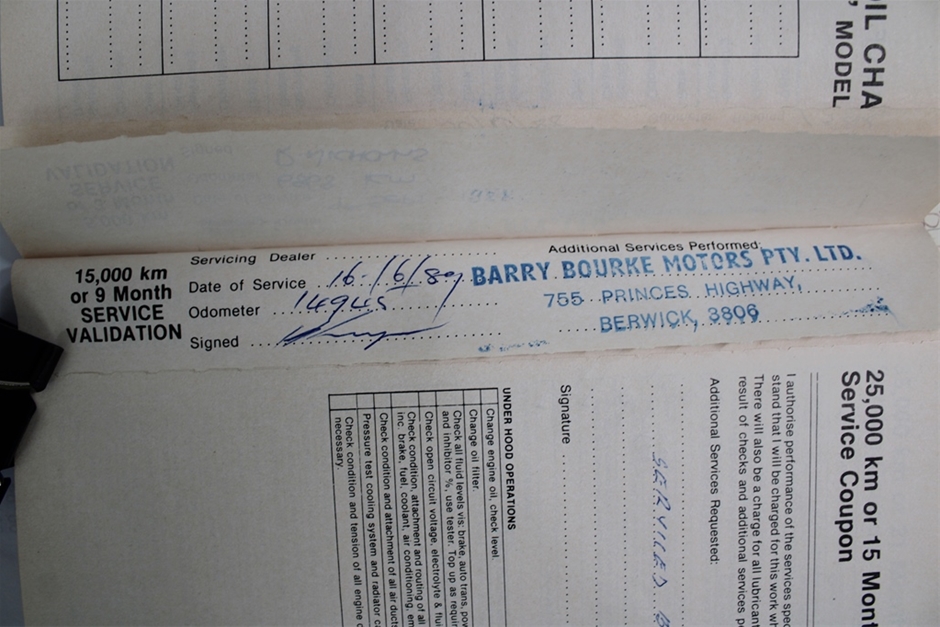 OIL CHA
, MODEL
15,000 km
or 9 Month
SERVICE
VALIDATION
Servicing Dealer
Date of Service 16/6/89
Odometer 14945
Signed
Additional Services Performed:
BARRY BOURKE MOTORS PTY. LTD.
755 PRINCES HIGHWAY,
BERWICK, 3806
25,000 km or 15 Mont
Service Coupon
I authorise performance of the services spec
stand that I will be charged for this work w
There will also be a charge for all lubricant
result of checks and additional services p
Additional Services Requested:
SERVICED
Signature
UNDER HOOD OPERATIONS
Change engine oil, check level.
Change oil filter.
Check all fluid levels vis: brake, auto trans, pow
and inhibitor %, use tester. Top up as requir
Check open circuit voltage, electrolyte & flui
Check condition, attachment and routing of all
inc. brake, fuel, coolant, air conditioning, em
Check condition and attachment of all air ducts
Pressure test cooling system and radiator c
Check condition and tension of all engine c
necessary.